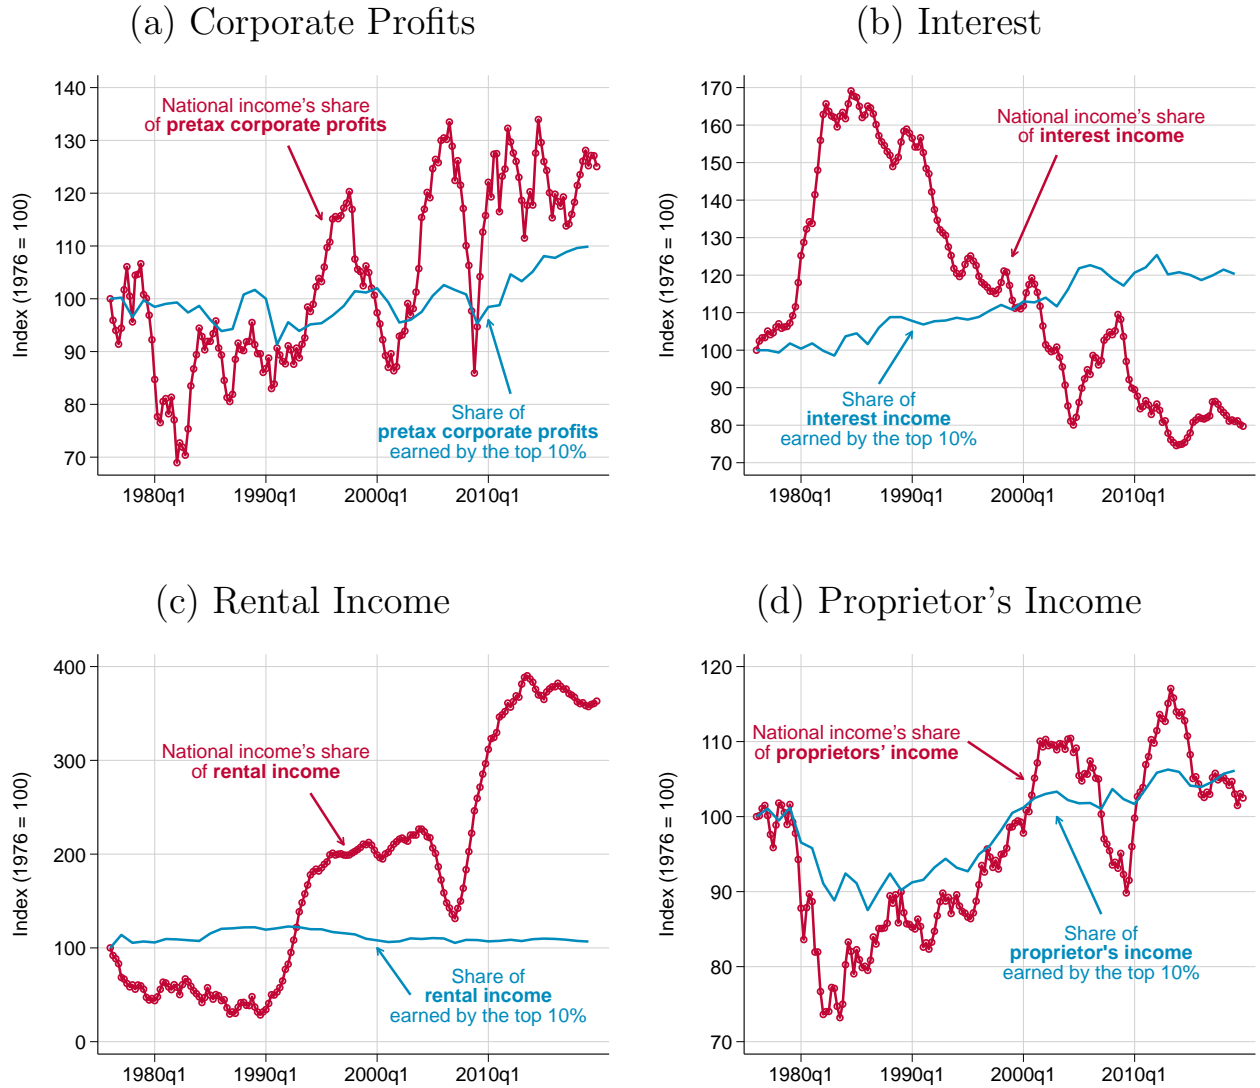 (a) Corporate Profits
Index (1976 = 100)
140
130
120
110
100
90
80
70
National income's share
of pretax corporate profits
Share of
pretax corporate profits
earned by the top 10%
1980q1 1990q1 2000q1 2010q1
(b) Interest
Index (1976 = 100)
170
160
150
140
130
120
110
100
90
80
70
National income's share
of interest income
Share of
interest income
earned by the top 10%
1980q1 1990q1 2000q1 2010q1
(c) Rental Income
Index (1976 = 100)
400
300
200
100
0
National income's share
of rental income
Share of
rental income
earned by the top 10%
1980q1 1990q1 2000q1 2010q1
(d) Proprietor's Income
Index (1976 = 100)
120
110
100
90
80
70
National income's share
of proprietors' income
Share of
proprietor's income
earned by the top 10%
1980q1 1990q1 2000q1 2010q1